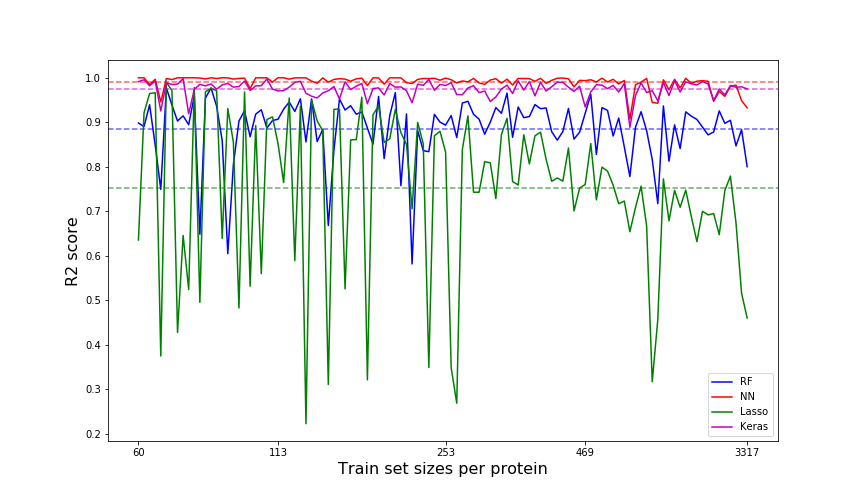 1.0
0.9
0.8
0.7
0.6
0.5
0.4
0.3
0.2
R2 score
60
113
253
469
3317
Train set sizes per protein
RF
NN
Lasso
Keras